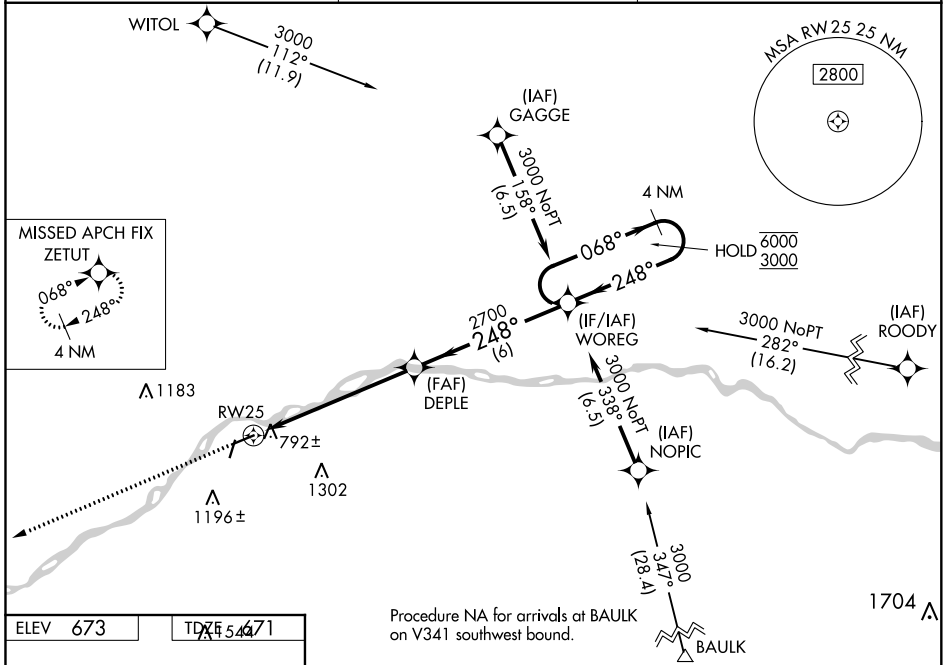 WITOL
3000
112°
(11.9)
MSA RW25 25 NM
2800
(IAF)
GAGGE
3000 NoPT
158°
(6.5)
4 NM
068°
HOLD 6000
3000
248°
MISSED APCH FIX
ZETUT
068°
248°
4 NM
2700
248°
(6)
(IF/IAF)
WOREG
3000 NoPT
282°
(16.2)
(IAF)
ROODY
(FAF)
DEPLE
3000 NoPT
338°
(6.5)
(IAF)
NOPIC
1183
RW25
792±
1302
1196±
3000
347°
(28.4)
BAULK
1704
ELEV 673
TDZE 671
1544
Procedure NA for arrivals at BAULK
on V341 southwest bound.